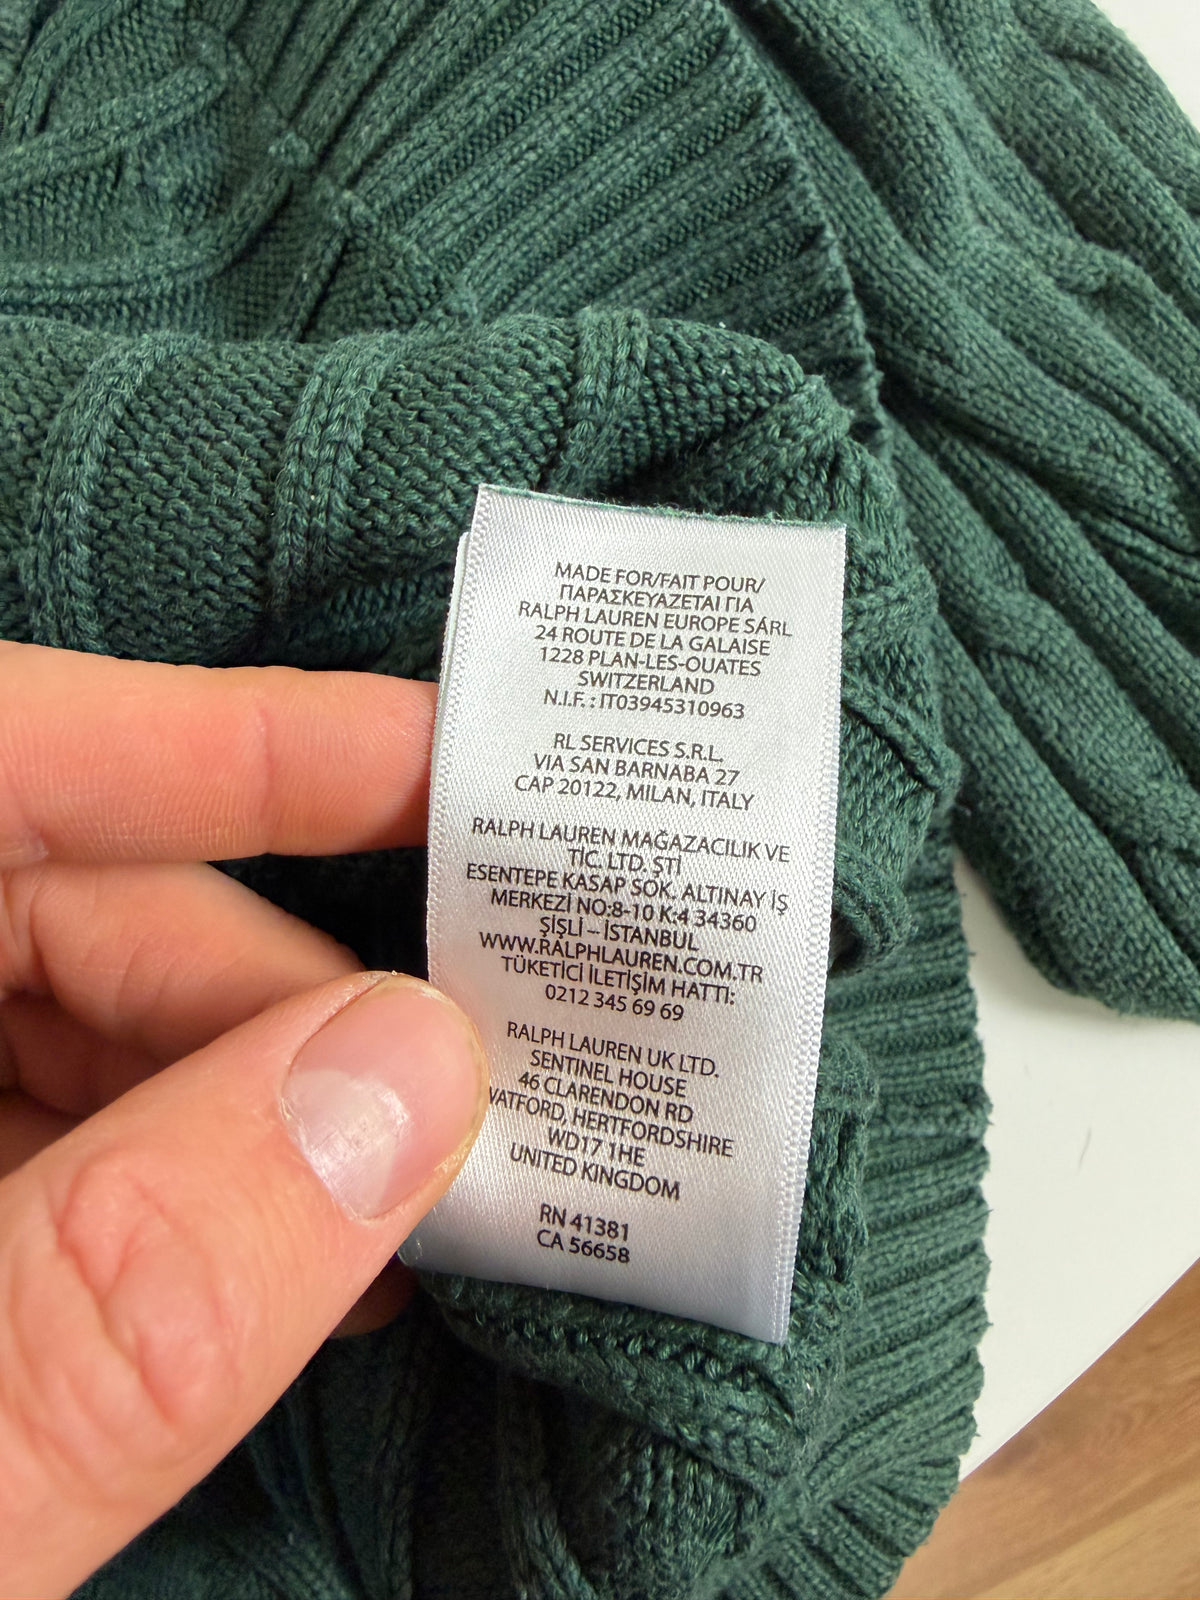 MADE FOR/FAIT POUR/
ΠΑΡΑΣΚΕΥΑΖΕΤΑΙ ΓΙΑ
RALPH LAUREN EUROPE SÁRL
24 ROUTE DE LA GALAISE
1228 PLAN-LES-OUATES
SWITZERLAND
N.I.F. : IT03945310963
RL SERVICES S.R.L.
VIA SAN BARNABA 27
CAP 20122, MILAN, ITALY
RALPH LAUREN MAĞAZACILIK VE
TİC. LTD. ŞTİ
ESENTEPE KASAP SOK. ALTINAY İŞ
MERKEZİ NO:8-10 K:4 34360
ŞİŞLİ – İSTANBUL
WWW.RALPHLAUREN.COM.TR
TÜKETİCİ İLETİŞİM HATTI:
0212 345 69 69
RALPH LAUREN UK LTD.
SENTINEL HOUSE
46 CLARENDON RD
WATFORD, HERTFORDSHIRE
WD17 1HE
UNITED KINGDOM
RN 41381
CA 56658